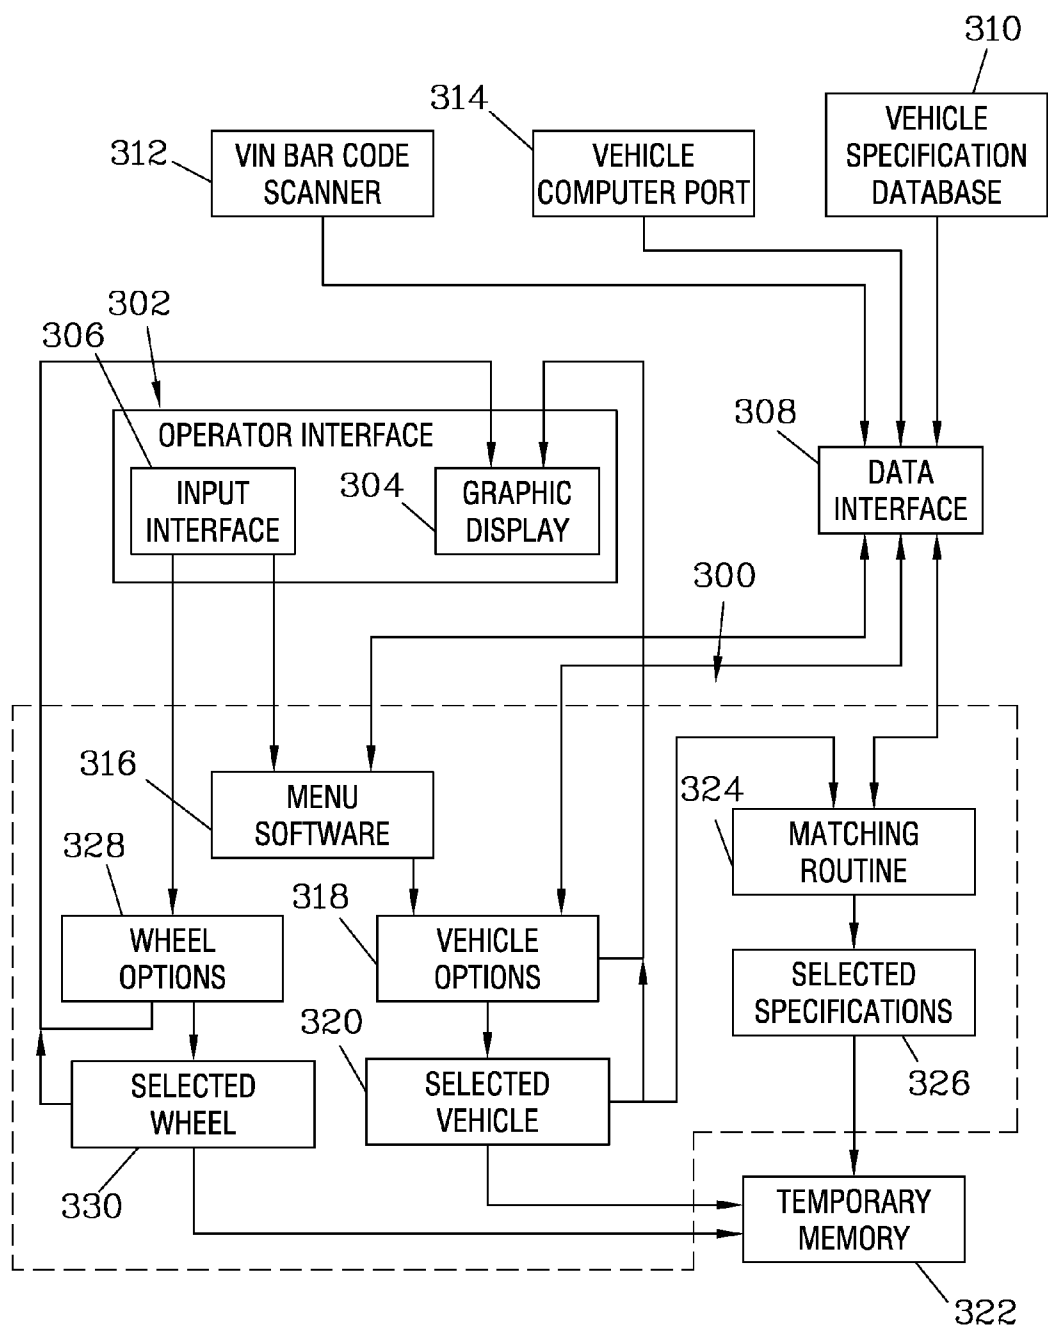 310
314
VEHICLE
SPECIFICATION
DATABASE
312
VIN BAR CODE
SCANNER
VEHICLE
COMPUTER PORT
302
306
308
OPERATOR INTERFACE
INPUT
INTERFACE
304
GRAPHIC
DISPLAY
DATA
INTERFACE
300
316
MENU
SOFTWARE
324
MATCHING
ROUTINE
328
318
WHEEL
OPTIONS
VEHICLE
OPTIONS
SELECTED
SPECIFICATIONS
320
326
SELECTED
WHEEL
SELECTED
VEHICLE
330
TEMPORARY
MEMORY
322